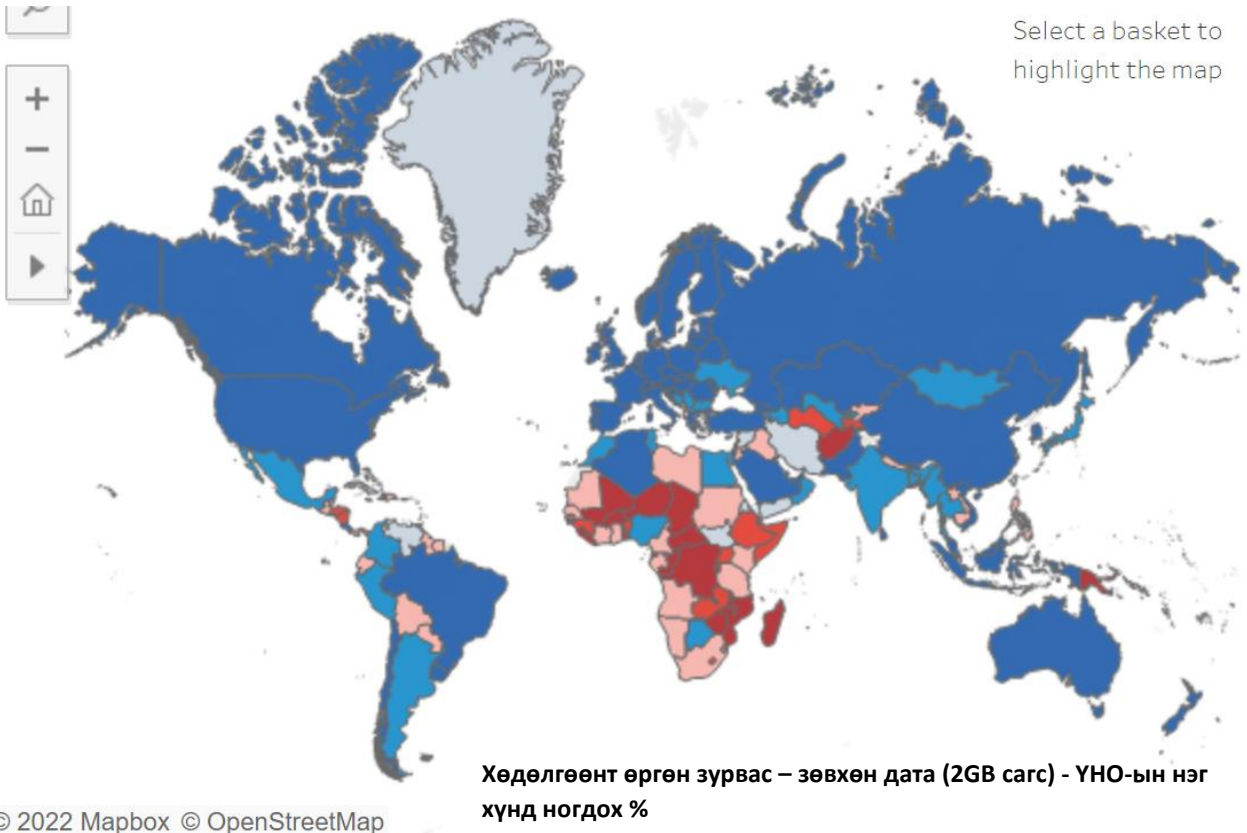 Select a basket to
highlight the map
Хөдөлгөөнт өргөн зурвас – зөвхөн дата (2GB сагс) - ҮНО-ын нэг
хүнд ногдох %
© 2022 Mapbox © OpenStreetMap